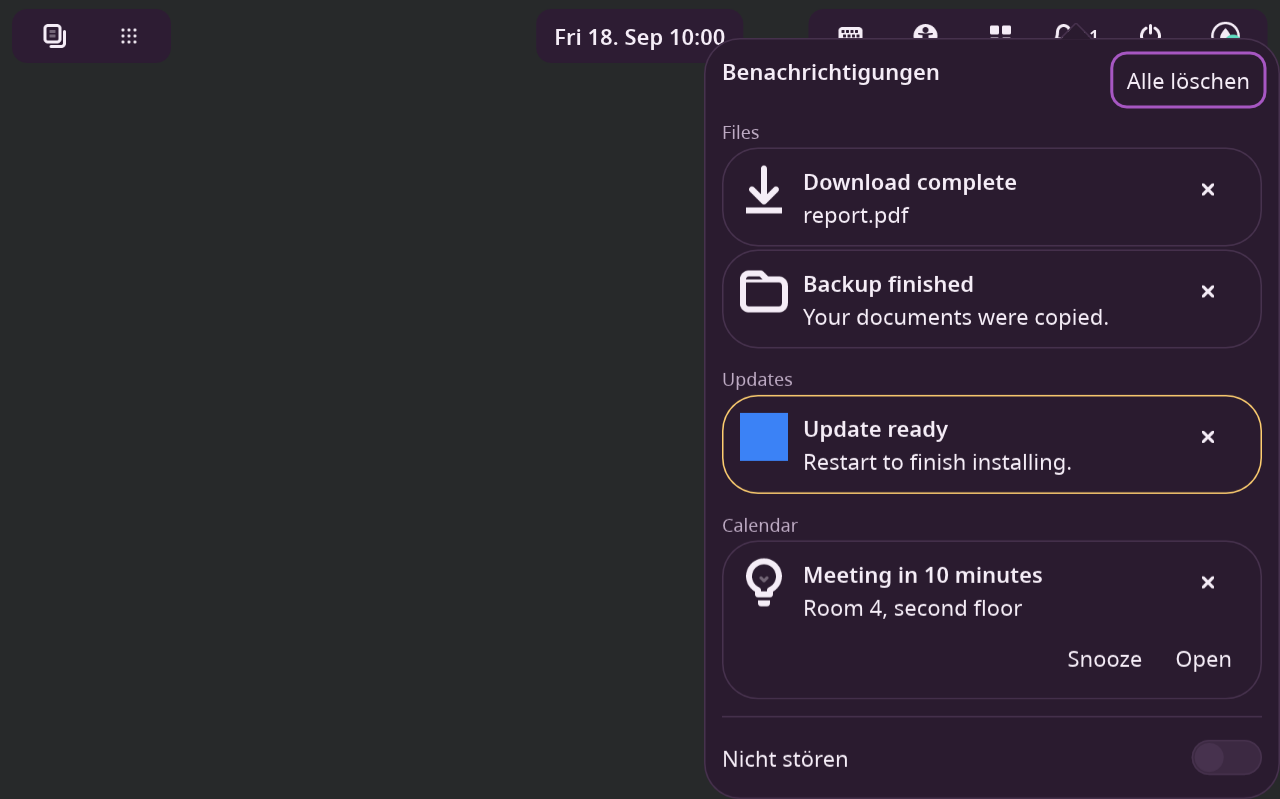 Fri 18. Sep 10:00
1
Benachrichtigungen
Alle löschen
Files
Download complete
report.pdf
Backup finished
Your documents were copied.
Updates
Update ready
Restart to finish installing.
Calendar
Meeting in 10 minutes
Room 4, second floor
Snooze Open
Nicht stören